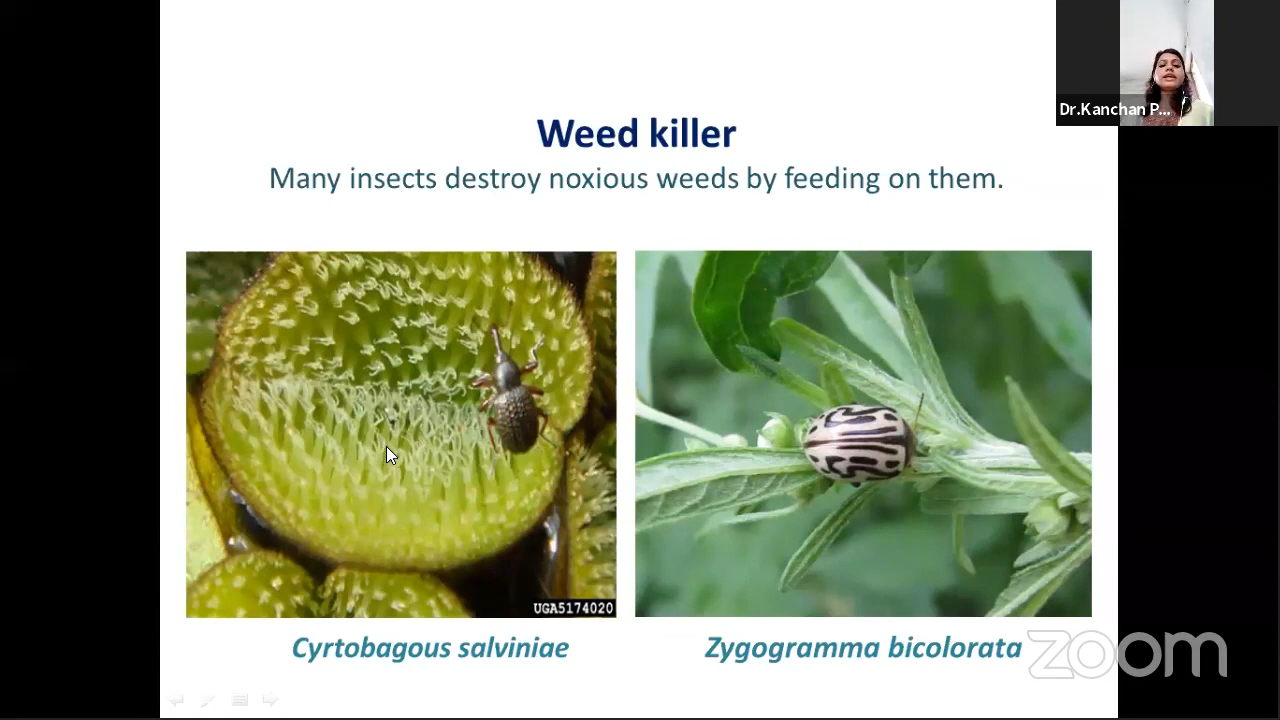 Dr.Kanchan P...
Weed killer
Many insects destroy noxious weeds by feeding on them.
UGA5174020
Cyrtobagous salviniae
Zygogramma bicolorata
zoom